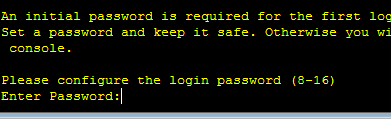 An initial password is required for the first
Set a password and keep it safe. Otherwise you
console.
Please configure the login password (8-16)
Enter Password: